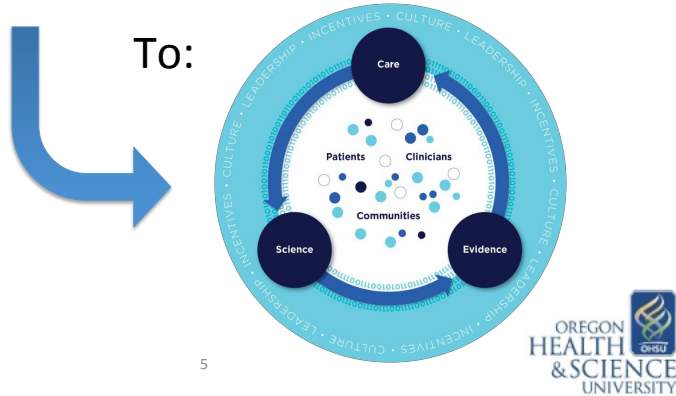 To:
LEADERSHIP • INCENTIVES • CULTURE • LEADERSHIP • INCENTIVES • CULTURE • LEADERSHIP • INCENTIVES • CULTURE • LEADERSHIP • INCENTIVES • CULTURE •
Care
Patients Clinicians
Communities
Science Evidence
5
OREGON
HEALTH
& SCIENCE
UNIVERSITY
OHSU